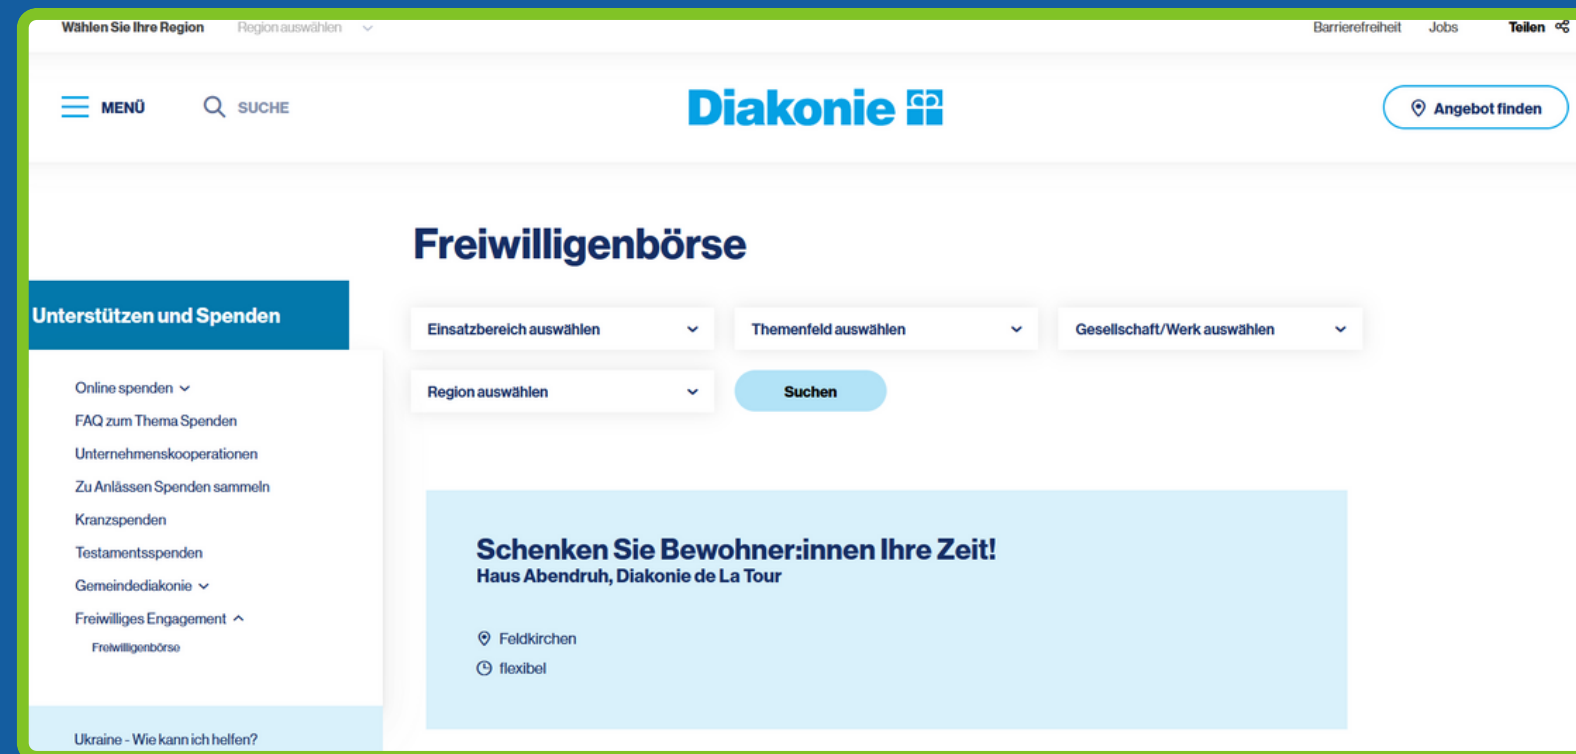 Wählen Sie Ihre Region Region auswählen Barrierefreiheit Jobs Teilen
MENÜ SUCHE Diakonie Angebot finden
Freiwilligenbörse
Unterstützen und Spenden
Online spenden
FAQ zum Thema Spenden
Unternehmenskooperationen
Zu Anlässen Spenden sammeln
Kranzspenden
Testamentsspenden
Gemeindediakonie
Freiwilliges Engagement
Freiwilligenbörse
Ukraine - Wie kann ich helfen?
Einsatzbereich auswählen Themenfeld auswählen Gesellschaft/Werk auswählen
Region auswählen Suchen
Schenken Sie Bewohner:innen Ihre Zeit!
Haus Abendruh, Diakonie de La Tour
Feldkirchen
flexibel